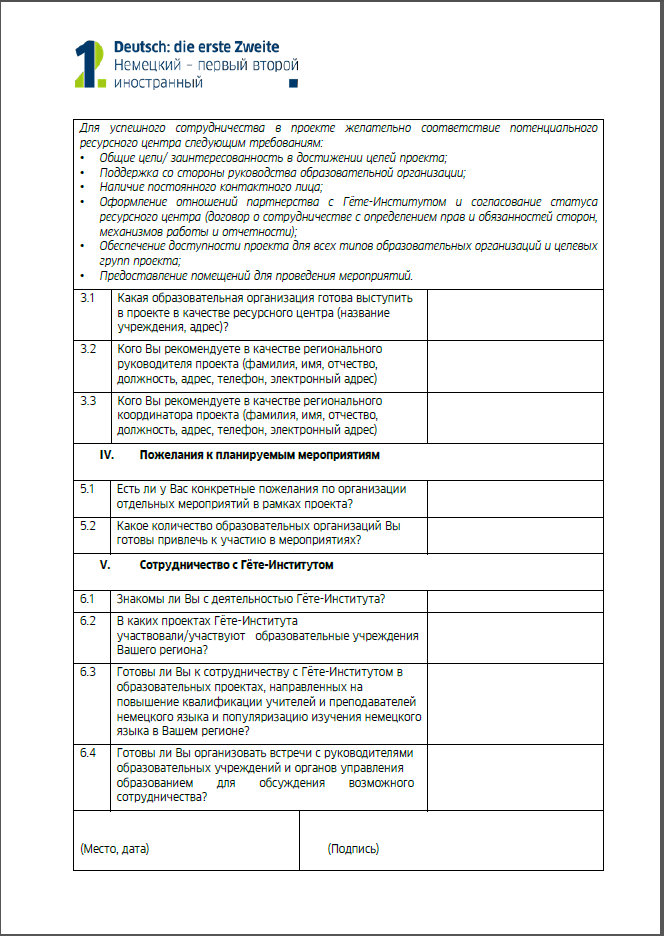 12.
Deutsch: die erste Zweite
Немецкий – первый второй
иностранный
Для успешного сотрудничества в проекте желательно соответствие потенциального
ресурсного центра следующим требованиям:
• Общие цели/ заинтересованность в достижении целей проекта;
• Поддержка со стороны руководства образовательной организации;
• Наличие постоянного контактного лица;
• Оформление отношений партнерства с Гёте-Институтом и согласование статуса
ресурсного центра (договор о сотрудничестве с определением прав и обязанностей сторон,
механизмов работы и отчетности);
• Обеспечение доступности проекта для всех типов образовательных организаций и целевых
групп проекта;
• Предоставление помещений для проведения мероприятий.
3.1 Какая образовательная организация готова выступить
в проекте в качестве ресурсного центра (название
учреждения, адрес)?
3.2 Кого Вы рекомендуете в качестве регионального
руководителя проекта (фамилия, имя, отчество,
должность, адрес, телефон, электронный адрес)
3.3 Кого Вы рекомендуете в качестве регионального
координатора проекта (фамилия, имя, отчество,
должность, адрес, телефон, электронный адрес)
IV. Пожелания к планируемым мероприятиям
5.1 Есть ли у Вас конкретные пожелания по организации
отдельных мероприятий в рамках проекта?
5.2 Какое количество образовательных организаций Вы
готовы привлечь к участию в мероприятиях?
V. Сотрудничество с Гёте-Институтом
6.1 Знакомы ли Вы с деятельностью Гёте-Института?
6.2 В каких проектах Гёте-Института
участвовали/участвуют образовательные учреждения
Вашего региона?
6.3 Готовы ли Вы к сотрудничеству с Гёте-Институтом в
образовательных проектах, направленных на
повышение квалификации учителей и преподавателей
немецкого языка и популяризацию изучения немецкого
языка в Вашем регионе?
6.4 Готовы ли Вы организовать встречи с руководителями
образовательных учреждений и органов управления
образованием для обсуждения возможного
сотрудничества?
(Место, дата) (Подпись)